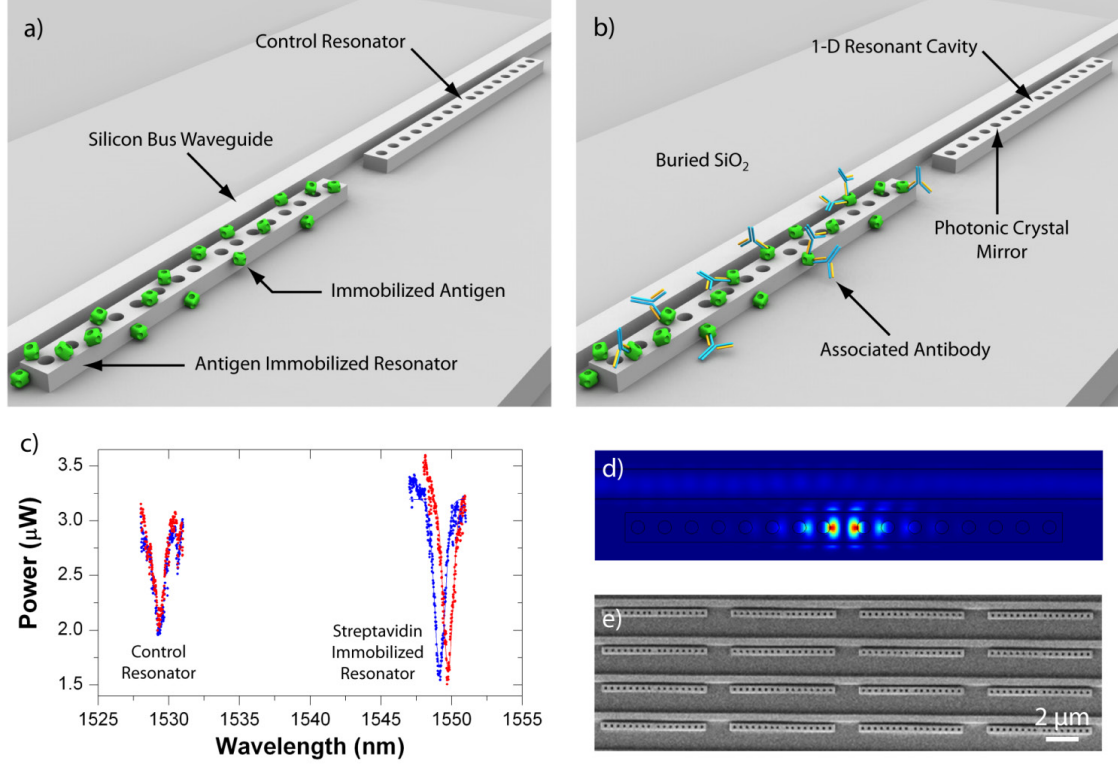 a)
Control Resonator
Silicon Bus Waveguide
Immobilized Antigen
Antigen Immobilized Resonator
b)
1-D Resonant Cavity
Buried SiO₂
Photonic Crystal
Mirror
Associated Antibody
c)
Power (μW)
3.5
3.0
2.5
2.0
1.5
Control
Resonator
Streptavidin
Immobilized
Resonator
1525 1530 1535 1540 1545 1550 1555
Wavelength (nm)
d)
e)
2 μm